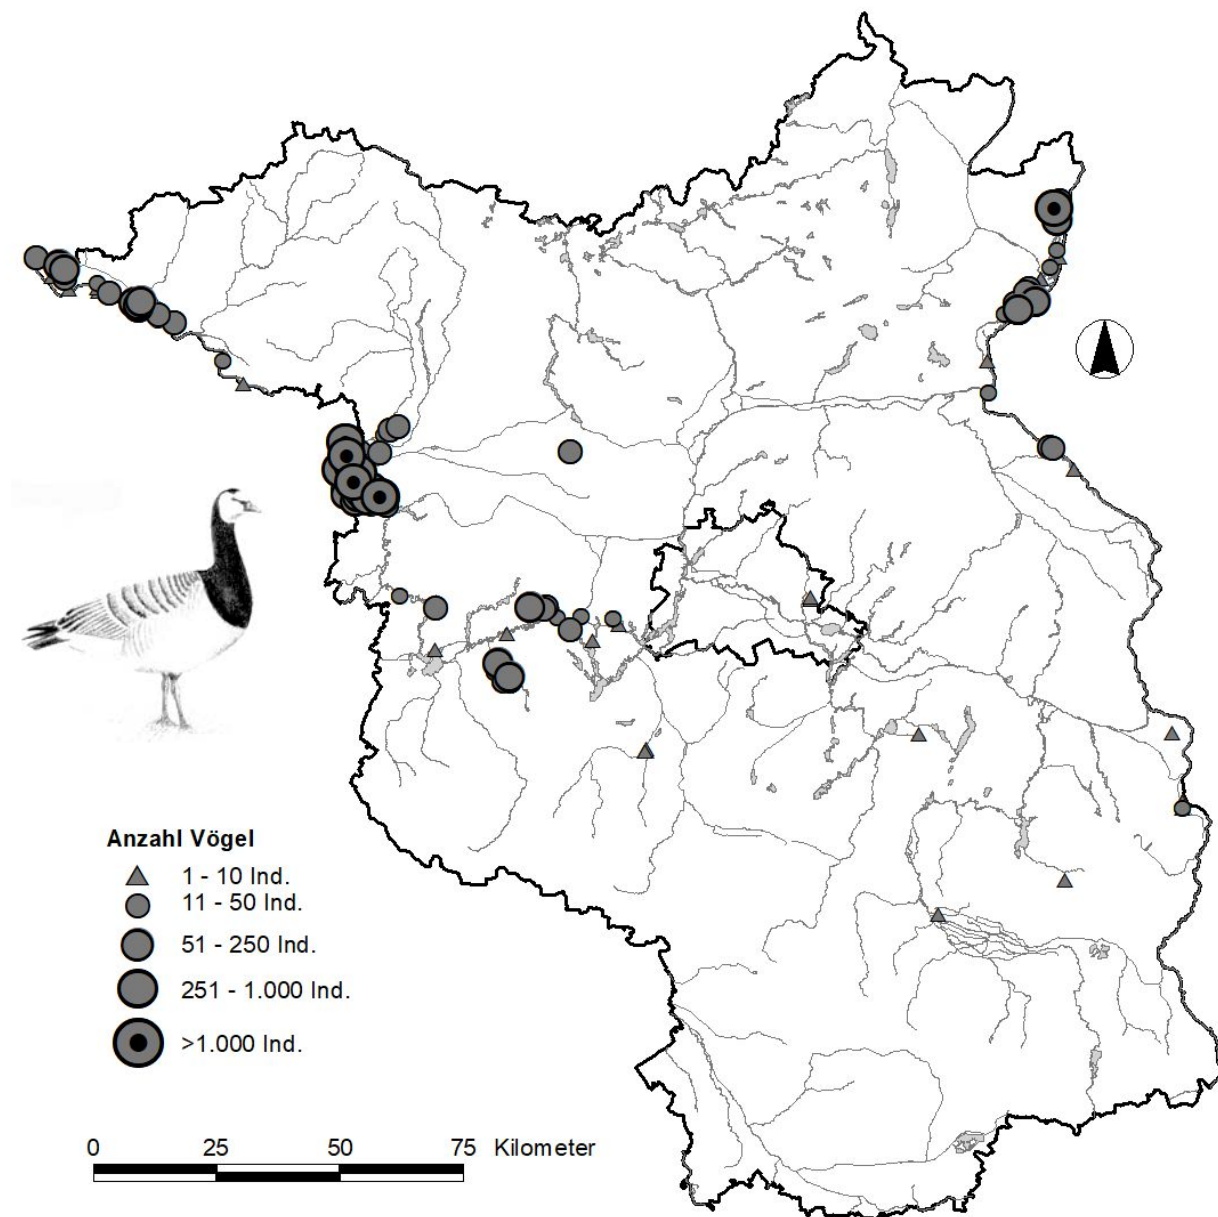 Anzahl Vögel
1 - 10 Ind.
11 - 50 Ind.
51 - 250 Ind.
251 - 1.000 Ind.
>1.000 Ind.
0 25 50 75 Kilometer